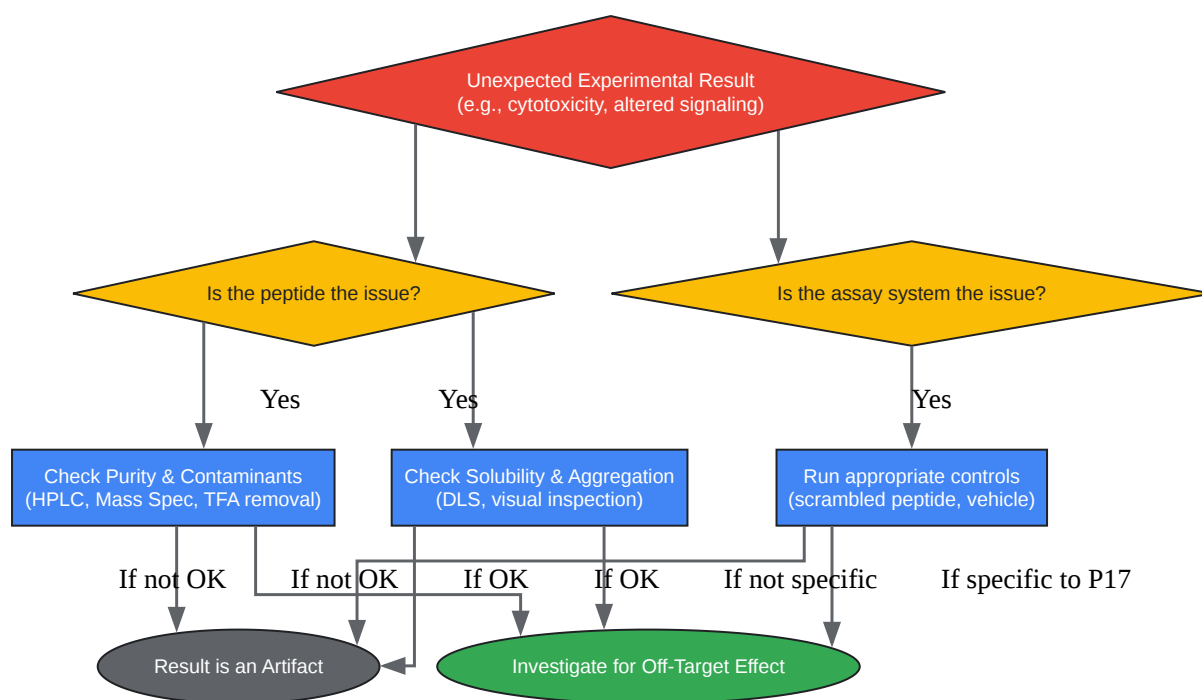 Unexpected Experimental Result
(e.g., cytotoxicity, altered signaling)
Is the peptide the issue?
Is the assay system the issue?
Yes
Yes
Yes
Check Purity & Contaminants
(HPLC, Mass Spec, TFA removal)
Check Solubility & Aggregation
(DLS, visual inspection)
Run appropriate controls
(scrambled peptide, vehicle)
If not OK
If not OK
If OK
If OK
If not specific
If specific to P17
Result is an Artifact
Investigate for Off-Target Effect